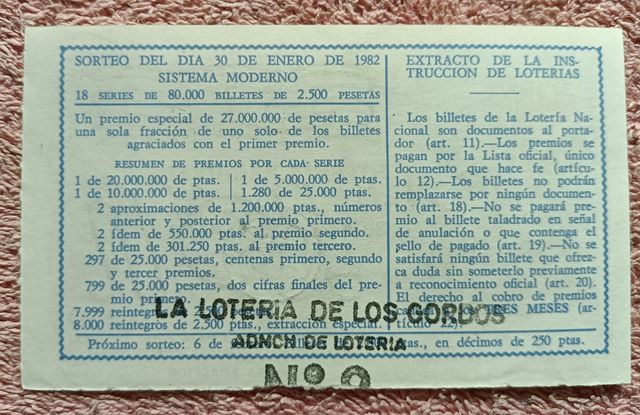 SORTEO DEL DIA 30 DE ENERO DE 1982
SISTEMA MODERNO
18 SERIES DE 80.000 BILLETES DE 2.500 PESETAS
Un premio especial de 27.000.000 de pesetas para
una sola fracción de uno solo de los billetes
agraciados con el primer premio.
RESUMEN DE PREMIOS POR CADA SERIE
1 de 20.000.000 de ptas. 1 de 5.000.000 de ptas.
1 de 10.000.000 de ptas. 1.280 de 25.000 ptas.
2 aproximaciones de 1.200.000 ptas., números
anterior y posterior al premio primero.
2 ídem de 550.000 ptas. al premio segundo.
2 ídem de 301.250 ptas. al premio tercero.
297 de 25.000 pesetas, centenas primero, segundo
y tercer premios.
799 de 25.000 pesetas, dos cifras finales del pre-
mio primero.
7.999 reintegros de 2.500 pesetas
8.000 reintegros de 2.500 ptas., extracción especial.
Próximo sorteo: 6 de ptas., en décimos de 250 ptas.
EXTRACTO DE LA INS-
TRUCCION DE LOTERIAS
Los billetes de la Lotería Na-
cional son documentos al porta-
dor (art. 11).—Los premios se
pagan por la Lista oficial, único
documento que hace fe (artícu-
lo 12).—Los billetes no podrán
remplazarse por ningún documen-
to (art. 18).—No se pagará pre-
mio al billete taladrado en señal
de anulación o que contenga el
sello de pagado (art. 19).—No se
satisfará ningún billete que ofrez-
ca duda sin someterlo previamente
a reconocimiento oficial (art. 20).
El derecho al cobro de premios
TRES MESES (ar-
tículo 12).
LA LOTERIA DE LOS GORDOS
ADMCN DE LOTERIA
Nº 9